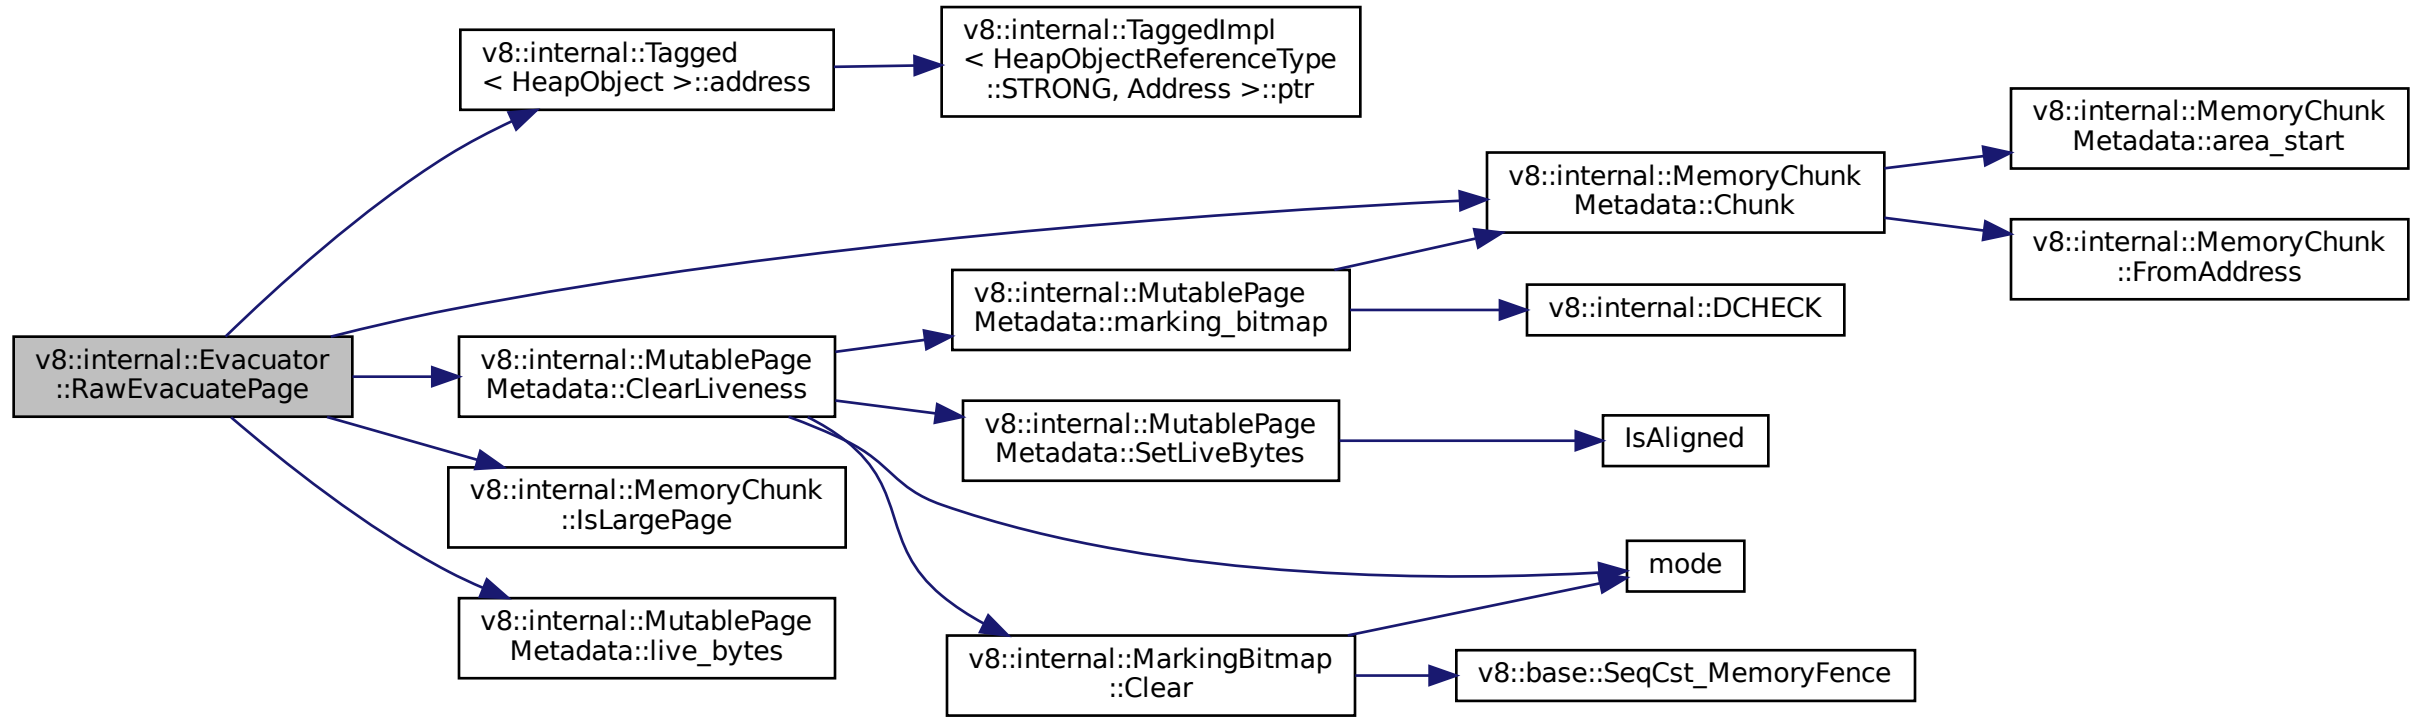 v8::internal::Evacuator
::RawEvacuatePage
v8::internal::Tagged
< HeapObject >::address
v8::internal::TaggedImpl
< HeapObjectReferenceType
::STRONG, Address >::ptr
v8::internal::MemoryChunk
Metadata::Chunk
v8::internal::MemoryChunk
Metadata::area_start
v8::internal::MemoryChunk
::FromAddress
v8::internal::MutablePage
Metadata::ClearLiveness
v8::internal::MutablePage
Metadata::marking_bitmap
v8::internal::DCHECK
v8::internal::MutablePage
Metadata::SetLiveBytes
IsAligned
mode
v8::internal::MarkingBitmap
::Clear
v8::base::SeqCst_MemoryFence
v8::internal::MemoryChunk
::IsLargePage
v8::internal::MutablePage
Metadata::live_bytes